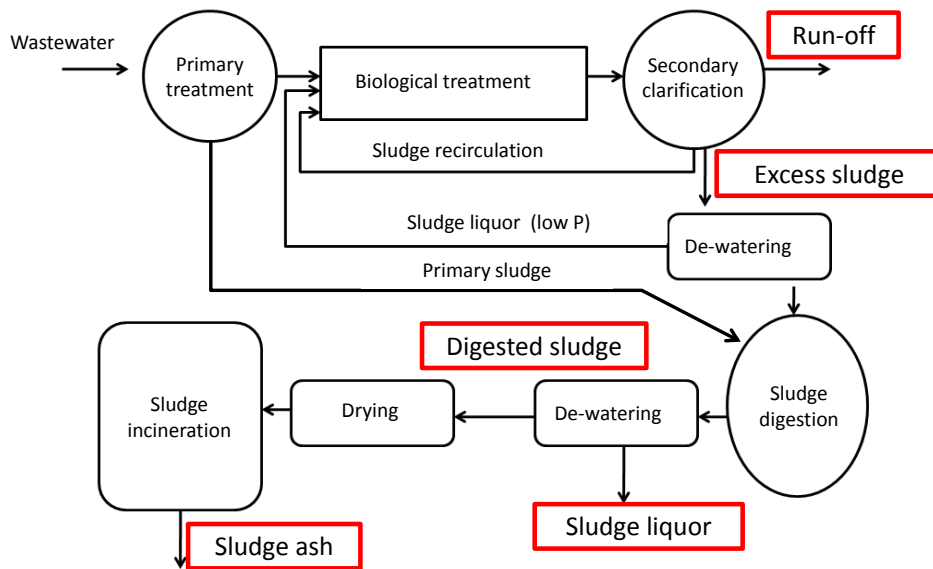 Wastewater
Primary
treatment
Biological treatment
Secondary
clarification
Run-off
Sludge recirculation
Excess sludge
Sludge liquor (low P)
De-watering
Primary sludge
Digested sludge
Sludge
incineration
Drying
De-watering
Sludge
digestion
Sludge liquor
Sludge ash